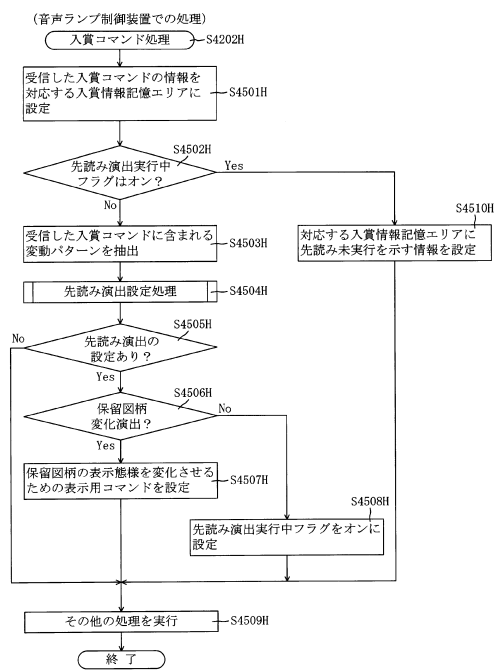 (音声ランプ制御装置での処理)
入賞コマンド処理
S4202H
受信した入賞コマンドの情報を
対応する入賞情報記憶エリアに
設定
S4501H
S4502H
先読み演出実行中
フラグはオン？
Yes
No
S4510H
受信した入賞コマンドに含まれる
変動パターンを抽出
S4503H
対応する入賞情報記憶エリアに
先読み未実行を示す情報を設定
先読み演出設定処理
S4504H
S4505H
No
先読み演出の
設定あり？
Yes
S4506H
保留図柄
変化演出？
No
Yes
保留図柄の表示態様を変化させる
ための表示用コマンドを設定
S4507H
S4508H
先読み演出実行中フラグをオンに
設定
その他の処理を実行
S4509H
終了